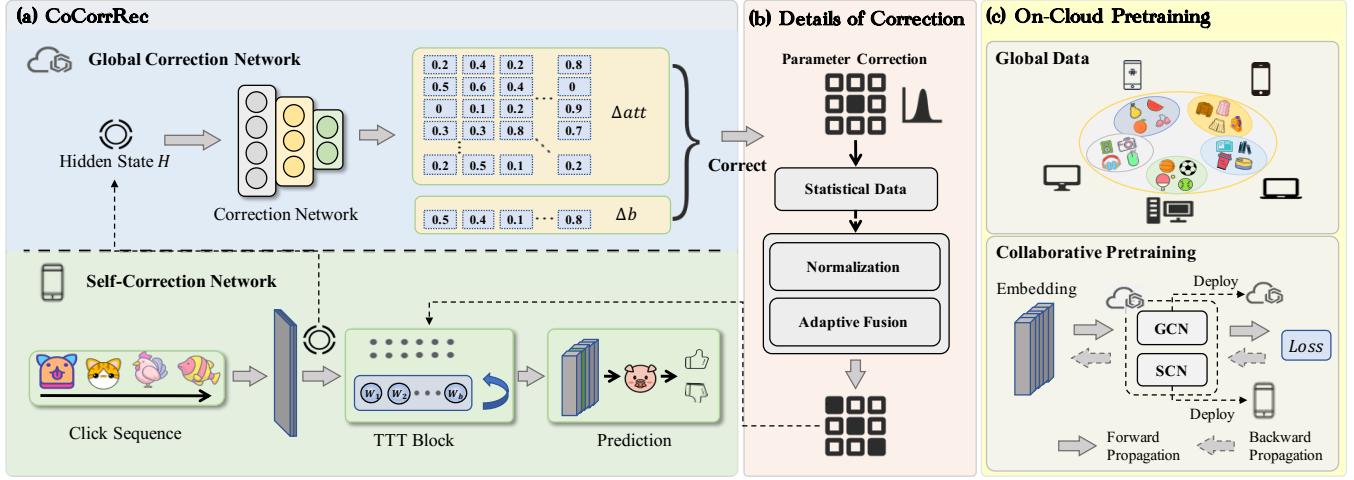 (a) CoCorrRec
Global Correction Network
Hidden State H
Correction Network
0.2 0.4 0.2 0.8
0.5 0.6 0.4 ... 0
0 0.1 0.2 0.9
0.3 0.3 0.8 0.7
0.2 0.5 0.1 0.2
Δatt
0.5 0.4 0.1 ... 0.8
Δb
Correct
Self-Correction Network
Click Sequence
W1 W2 ... Wb
TTT Block
Prediction
(b) Details of Correction
Parameter Correction
Statistical Data
Normalization
Adaptive Fusion
(c) On-Cloud Pretraining
Global Data
Collaborative Pretraining
Embedding
Deploy
GCN
SCN
Loss
Deploy
Forward
Propagation
Backward
Propagation